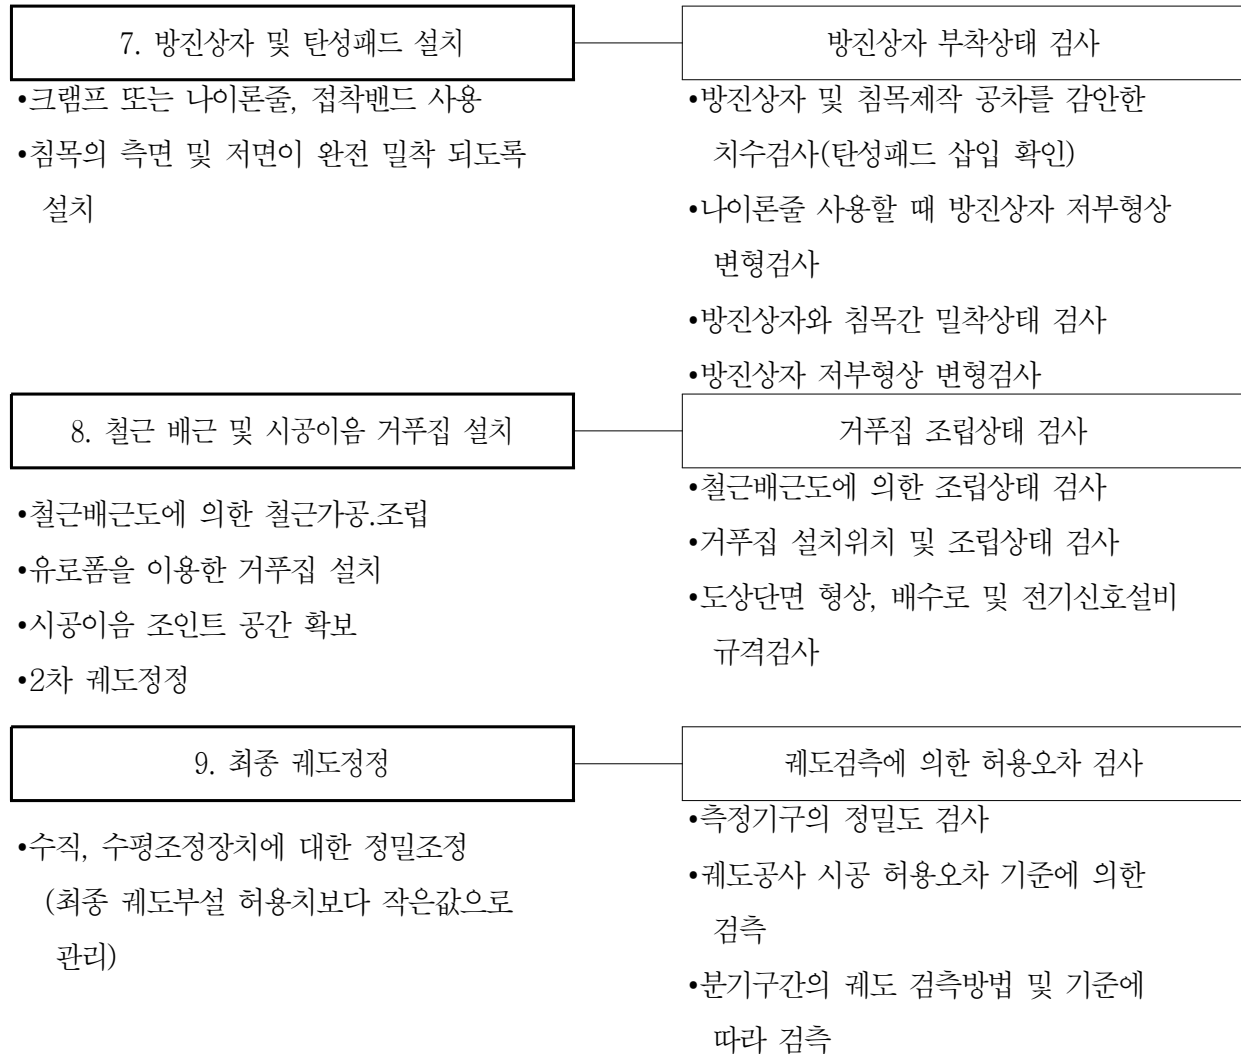 7. 방진상자 및 탄성패드 설치
방진상자 부착상태 검사
•크램프 또는 나이론줄, 접착밴드 사용
•침목의 측면 및 저면이 완전 밀착 되도록
설치
•방진상자 및 침목제작 공차를 감안한
치수검사(탄성패드 삽입 확인)
•나이론줄 사용할 때 방진상자 저부형상
변형검사
•방진상자와 침목간 밀착상태 검사
•방진상자 저부형상 변형검사
8. 철근 배근 및 시공이음 거푸집 설치
거푸집 조립상태 검사
•철근배근도에 의한 철근가공.조립
•유로폼을 이용한 거푸집 설치
•시공이음 조인트 공간 확보
•2차 궤도정정
•철근배근도에 의한 조립상태 검사
•거푸집 설치위치 및 조립상태 검사
•도상단면 형상, 배수로 및 전기신호설비
규격검사
9. 최종 궤도정정
궤도검측에 의한 허용오차 검사
•수직, 수평조정장치에 대한 정밀조정
(최종 궤도부설 허용치보다 작은값으로
관리)
•측정기구의 정밀도 검사
•궤도공사 시공 허용오차 기준에 의한
검측
•분기구간의 궤도 검측방법 및 기준에
따라 검측